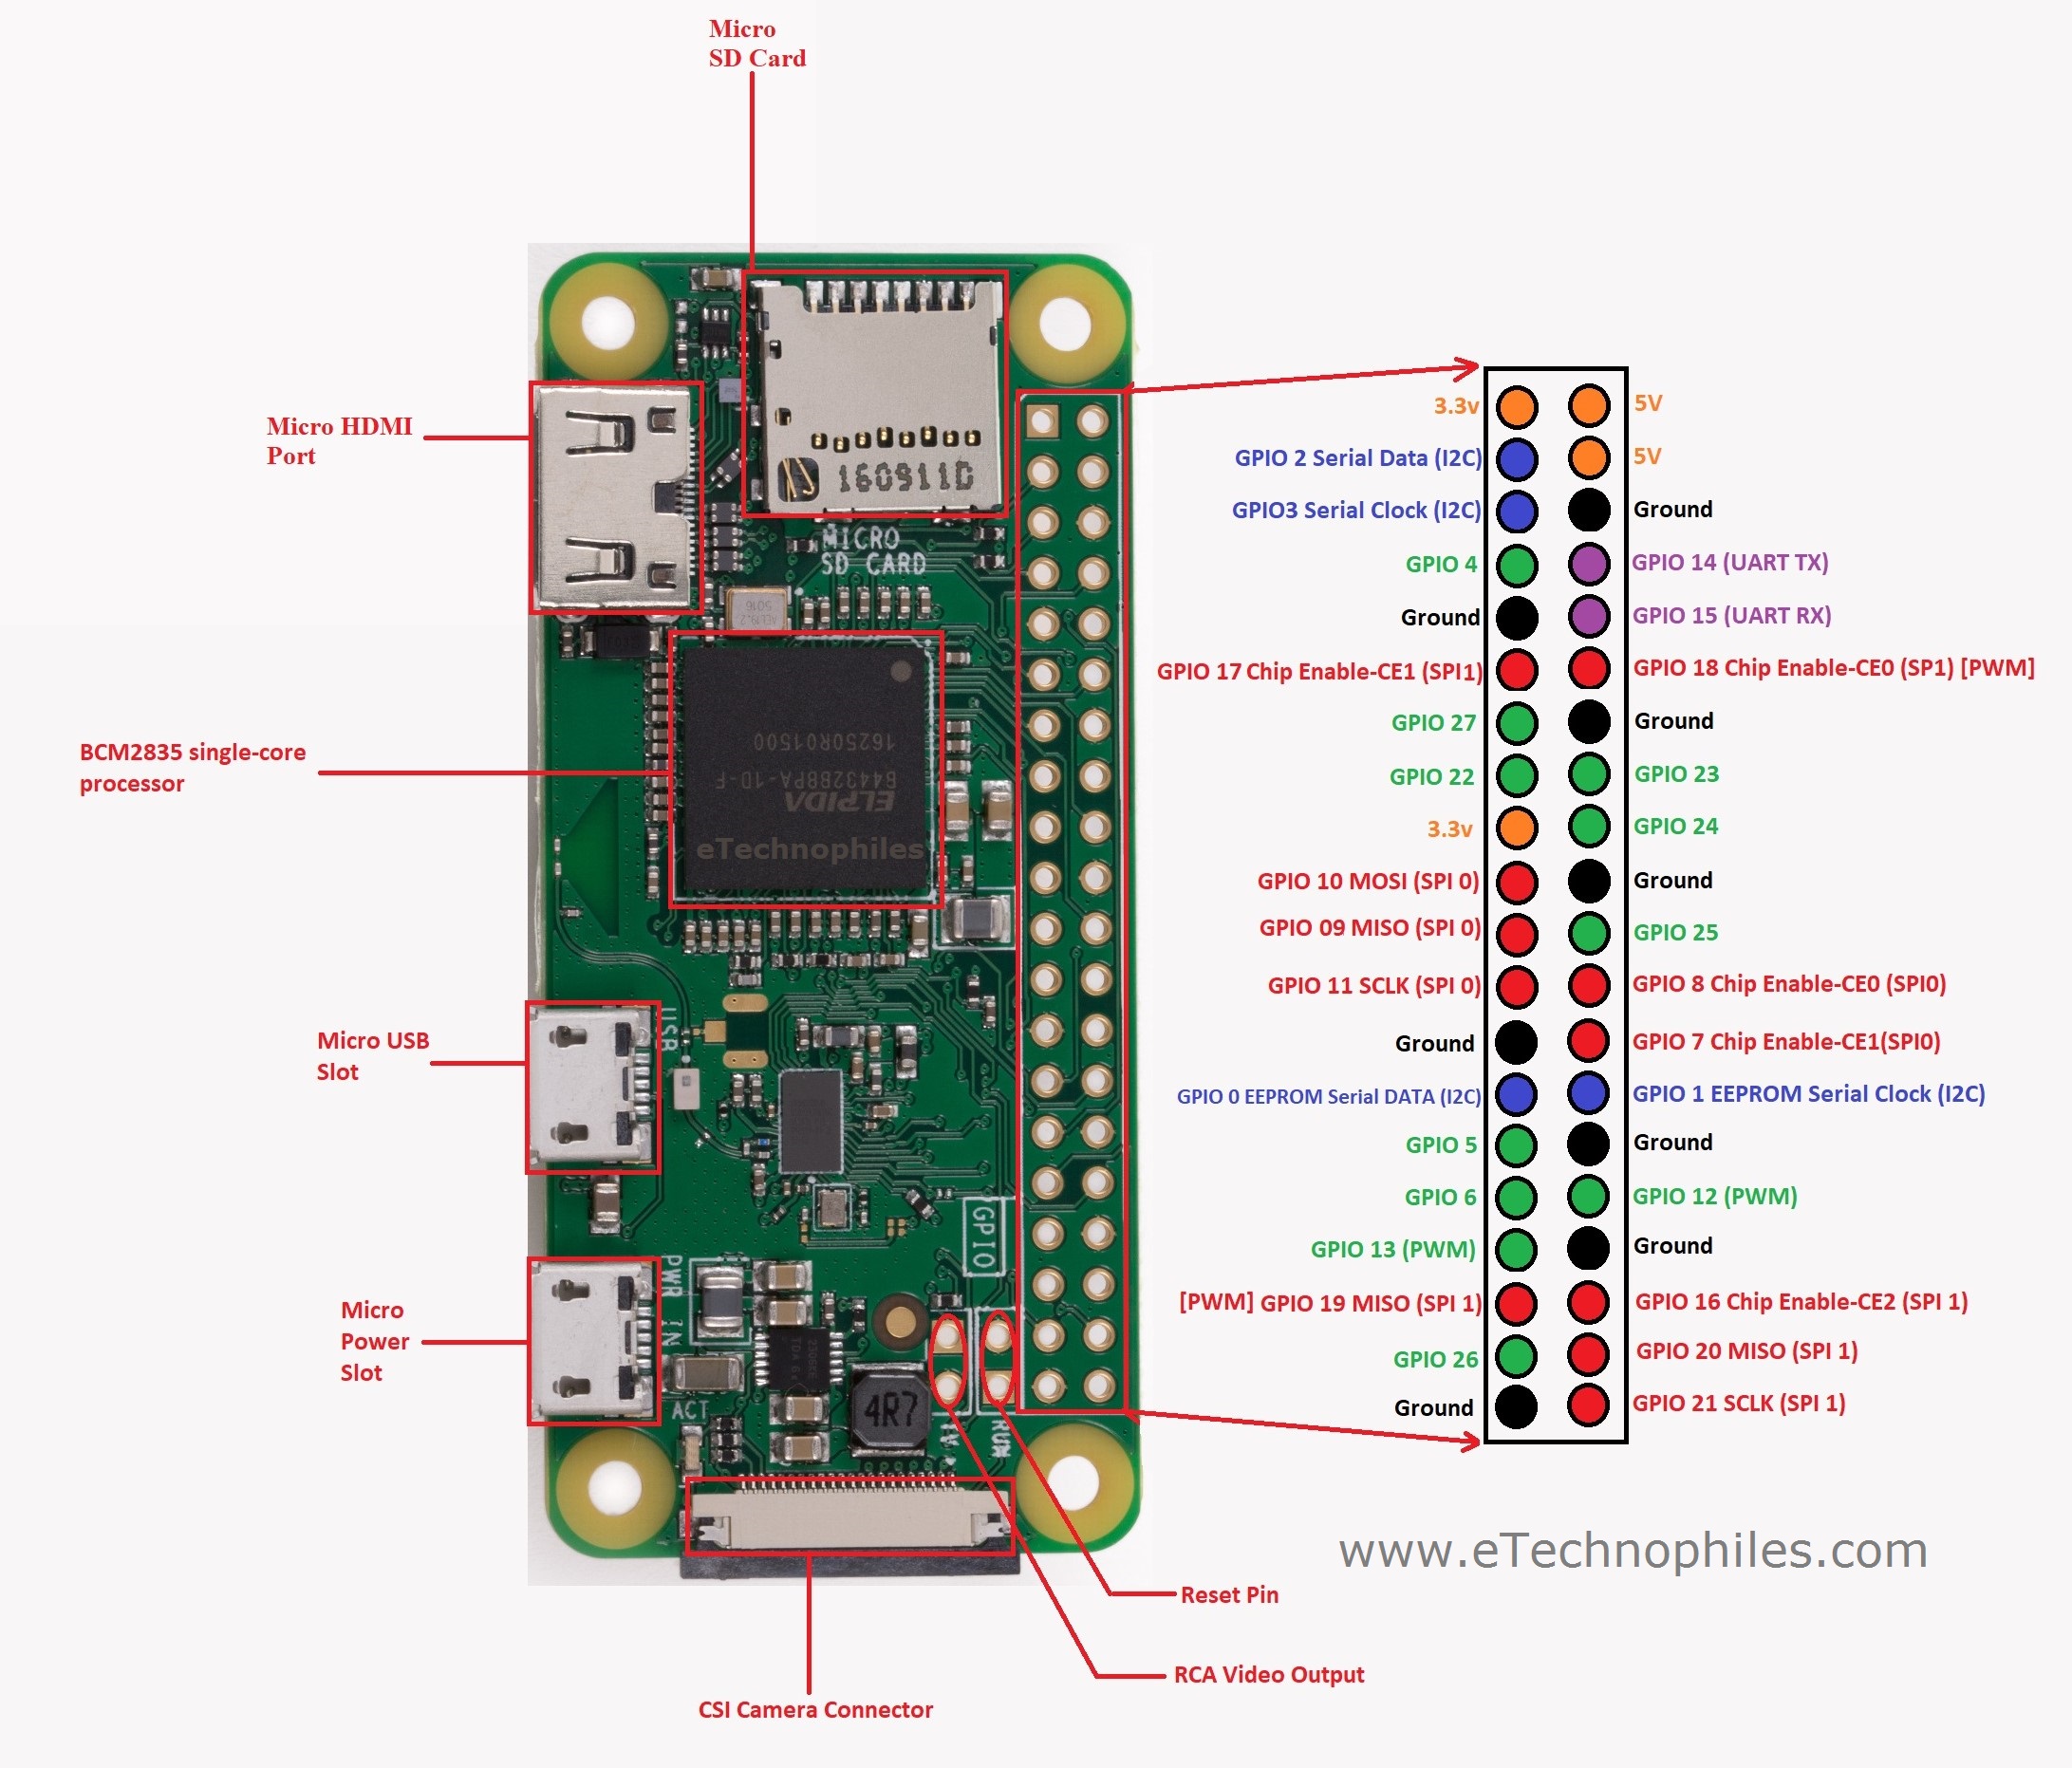 Micro
SD Card
Micro HDMI
Port
160911D
MICRO
SD CARD
BCM2835 single-core
processor
16250R01500
B4432BBPA-1D-F
ELPIDA
eTechnophiles
Micro USB
Slot
USB
GPIO
Micro
Power
Slot
PWR IN
4R7
ACT
TV
RUN
3.3v
5V
GPIO 2 Serial Data (I2C)
5V
GPIO3 Serial Clock (I2C)
Ground
GPIO 4
GPIO 14 (UART TX)
Ground
GPIO 15 (UART RX)
GPIO 17 Chip Enable-CE1 (SPI1)
GPIO 18 Chip Enable-CE0 (SP1) [PWM]
GPIO 27
Ground
GPIO 22
GPIO 23
3.3v
GPIO 24
GPIO 10 MOSI (SPI 0)
Ground
GPIO 09 MISO (SPI 0)
GPIO 25
GPIO 11 SCLK (SPI 0)
GPIO 8 Chip Enable-CE0 (SPI0)
Ground
GPIO 7 Chip Enable-CE1(SPI0)
GPIO 0 EEPROM Serial DATA (I2C)
GPIO 1 EEPROM Serial Clock (I2C)
GPIO 5
Ground
GPIO 6
GPIO 12 (PWM)
GPIO 13 (PWM)
Ground
[PWM] GPIO 19 MISO (SPI 1)
GPIO 16 Chip Enable-CE2 (SPI 1)
GPIO 26
GPIO 20 MISO (SPI 1)
Ground
GPIO 21 SCLK (SPI 1)
www.eTechnophiles.com
Reset Pin
RCA Video Output
CSI Camera Connector